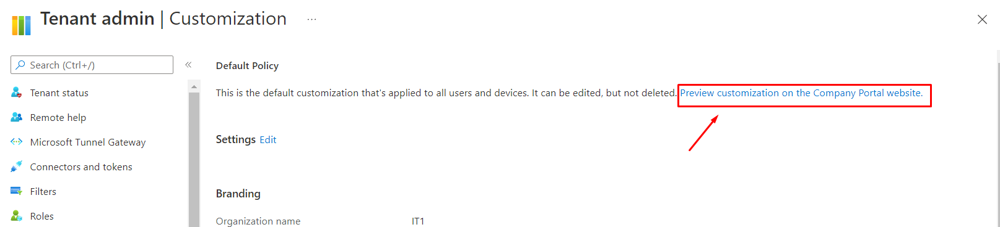 Tenant admin | Customization ...
Search (Ctrl+/) «
Tenant status
Remote help
Microsoft Tunnel Gateway
Connectors and tokens
Filters
Roles
Default Policy
This is the default customization that's applied to all users and devices. It can be edited, but not deleted. Preview customization on the Company Portal website.
Settings Edit
Branding
Organization name IT1